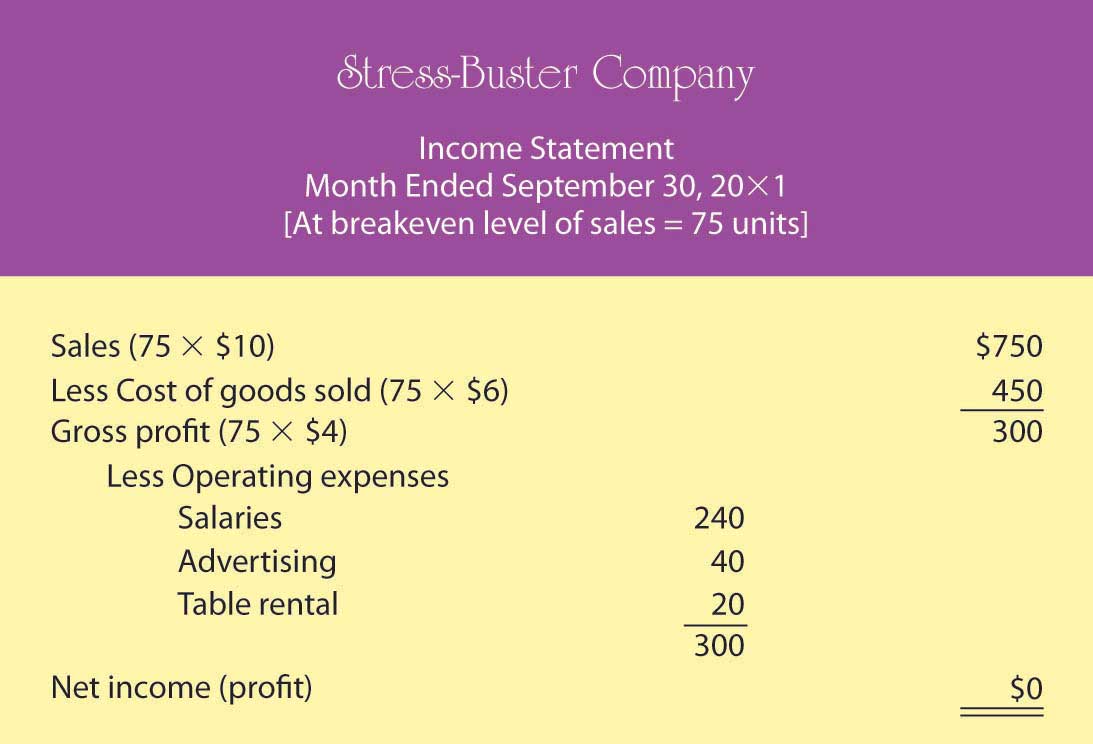 Stress-Buster Company
Income Statement
Month Ended September 30, 20×1
[At breakeven level of sales = 75 units]
Sales (75 × $10) $750
Less Cost of goods sold (75 × $6) 450
Gross profit (75 × $4) 300
Less Operating expenses
Salaries 240
Advertising 40
Table rental 20
300
Net income (profit) $0